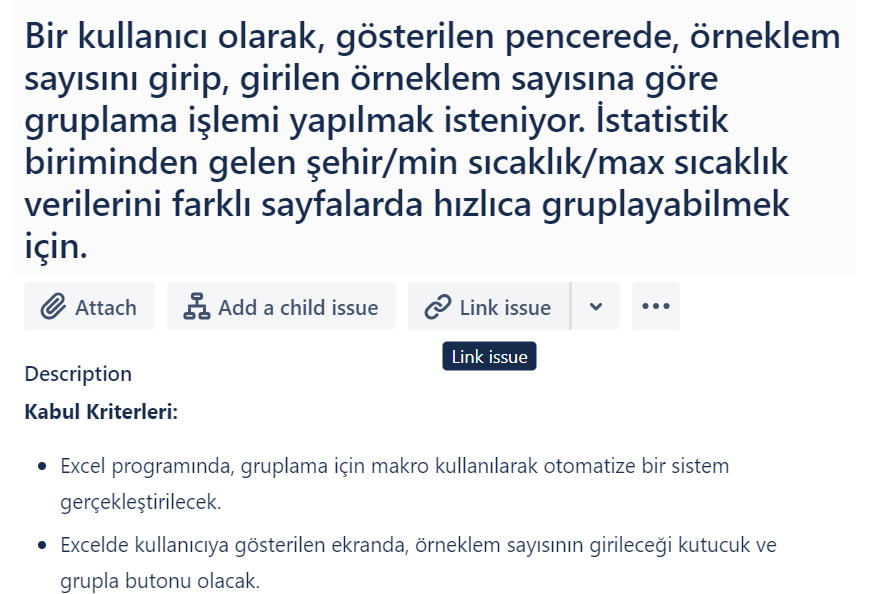 Bir kullanıcı olarak, gösterilen pencerede, örneklem
sayısını girip, girilen örneklem sayısına göre
gruplama işlemi yapılmak isteniyor. İstatistik
biriminden gelen şehir/min sıcaklık/max sıcaklık
verilerini farklı sayfalarda hızlıca gruplayabilmek
için.
Attach
Add a child issue
Link issue
Link issue
Description
Kabul Kriterleri:
• Excel programında, gruplama için makro kullanılarak otomatize bir sistem
gerçekleştirilecek.
• Excelde kullanıcıya gösterilen ekranda, örneklem sayısının girileceği kutucuk ve
grupla butonu olacak.